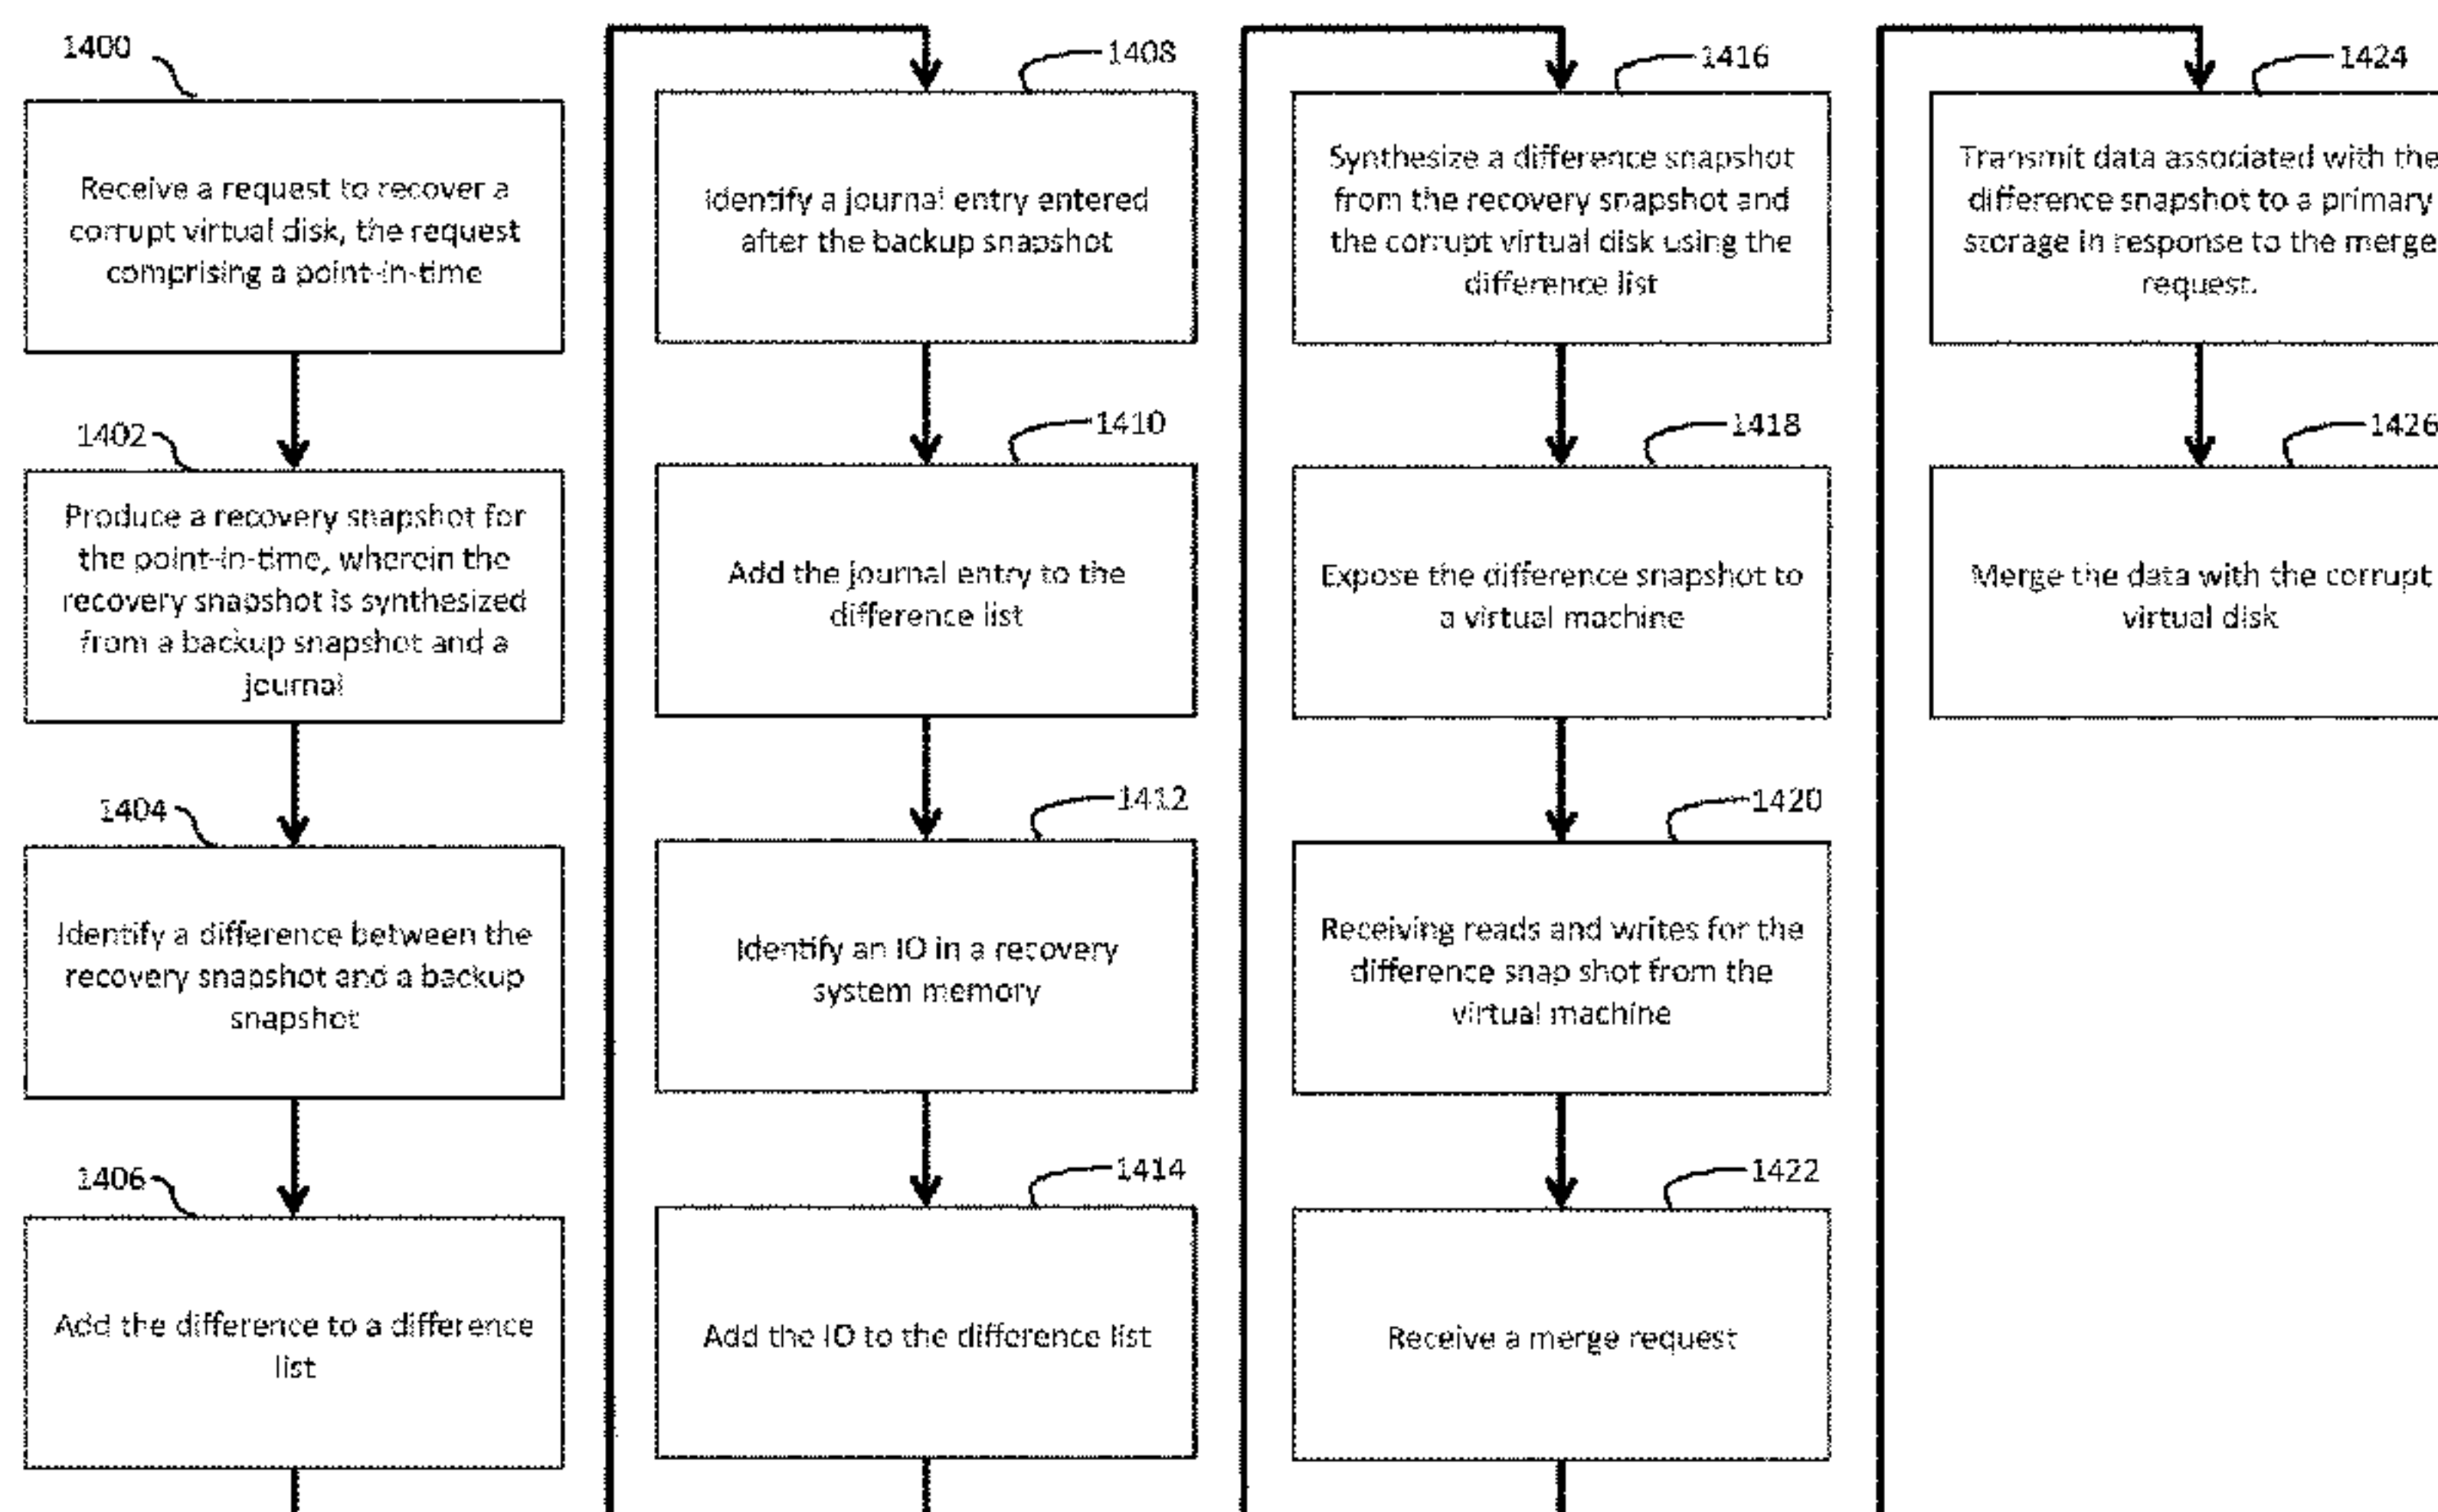 1400
Receive a request to recover a
corrupt virtual disk, the request
comprising a point-in-time
1402
Produce a recovery snapshot for
the point-in-time, wherein the
recovery snapshot is synthesized
from a backup snapshot and a
journal
1404
Identify a difference between the
recovery snapshot and a backup
snapshot
1406
Add the difference to a difference
list
1408
Identify a journal entry entered
after the backup snapshot
1410
Add the journal entry to the
difference list
1412
Identify an IO in a recovery
system memory
1414
Add the IO to the difference list
1416
Synthesize a difference snapshot
from the recovery snapshot and
the corrupt virtual disk using the
difference list
1418
Expose the difference snapshot to
a virtual machine
1420
Receiving reads and writes for the
difference snap shot from the
virtual machine
1422
Receive a merge request
1424
Transmit data associated with the
difference snapshot to a primary
storage in response to the merge
request.
1426
Merge the data with the corrupt
virtual disk